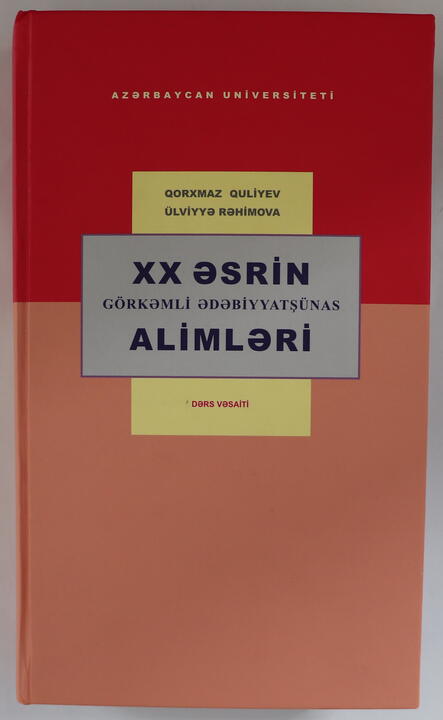 AZƏRBAYCAN UNİVERSİTETİ
QORXMAZ QULİYEV
ÜLVİYYƏ RƏHİMOVA
XX ƏSRİN
GÖRKƏMLİ ƏDƏBİYYATŞÜNAS
ALİMLƏRİ
DƏRS VƏSAİTİ